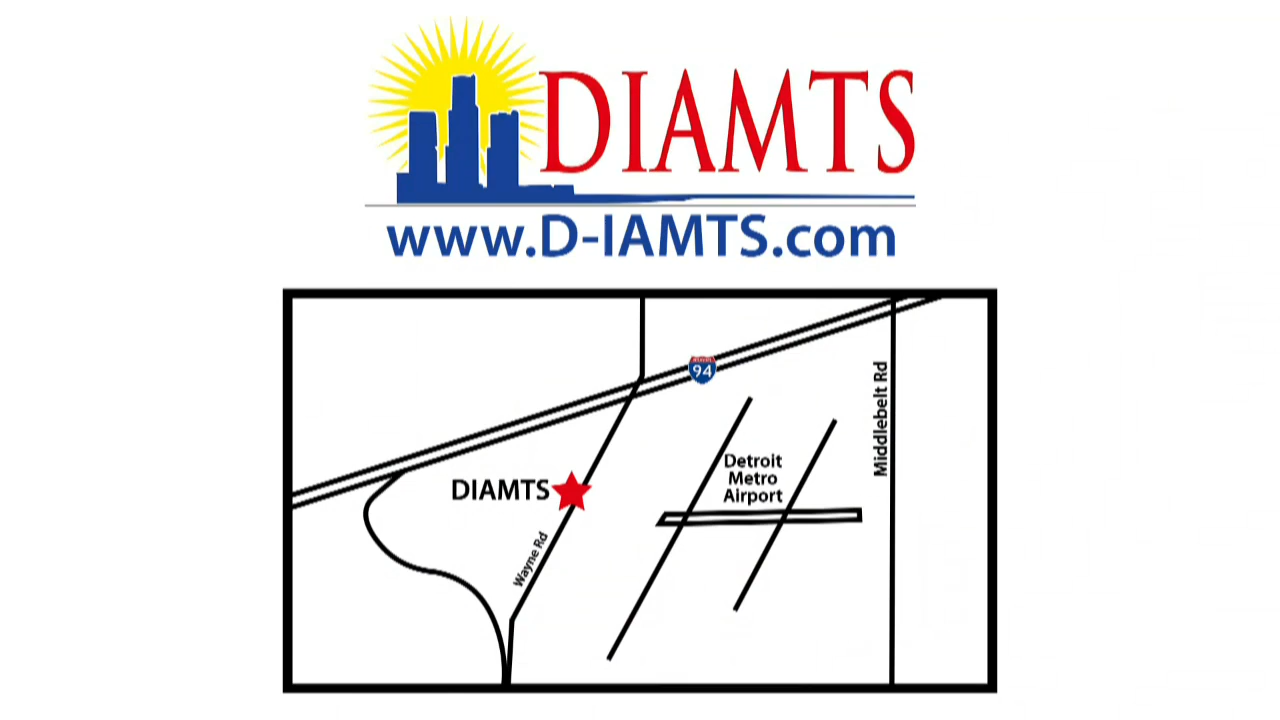 DIAMTS
www.D-IAMTS.com
94
Middlebelt Rd
Detroit
Metro
Airport
DIAMTS
Wayne Rd